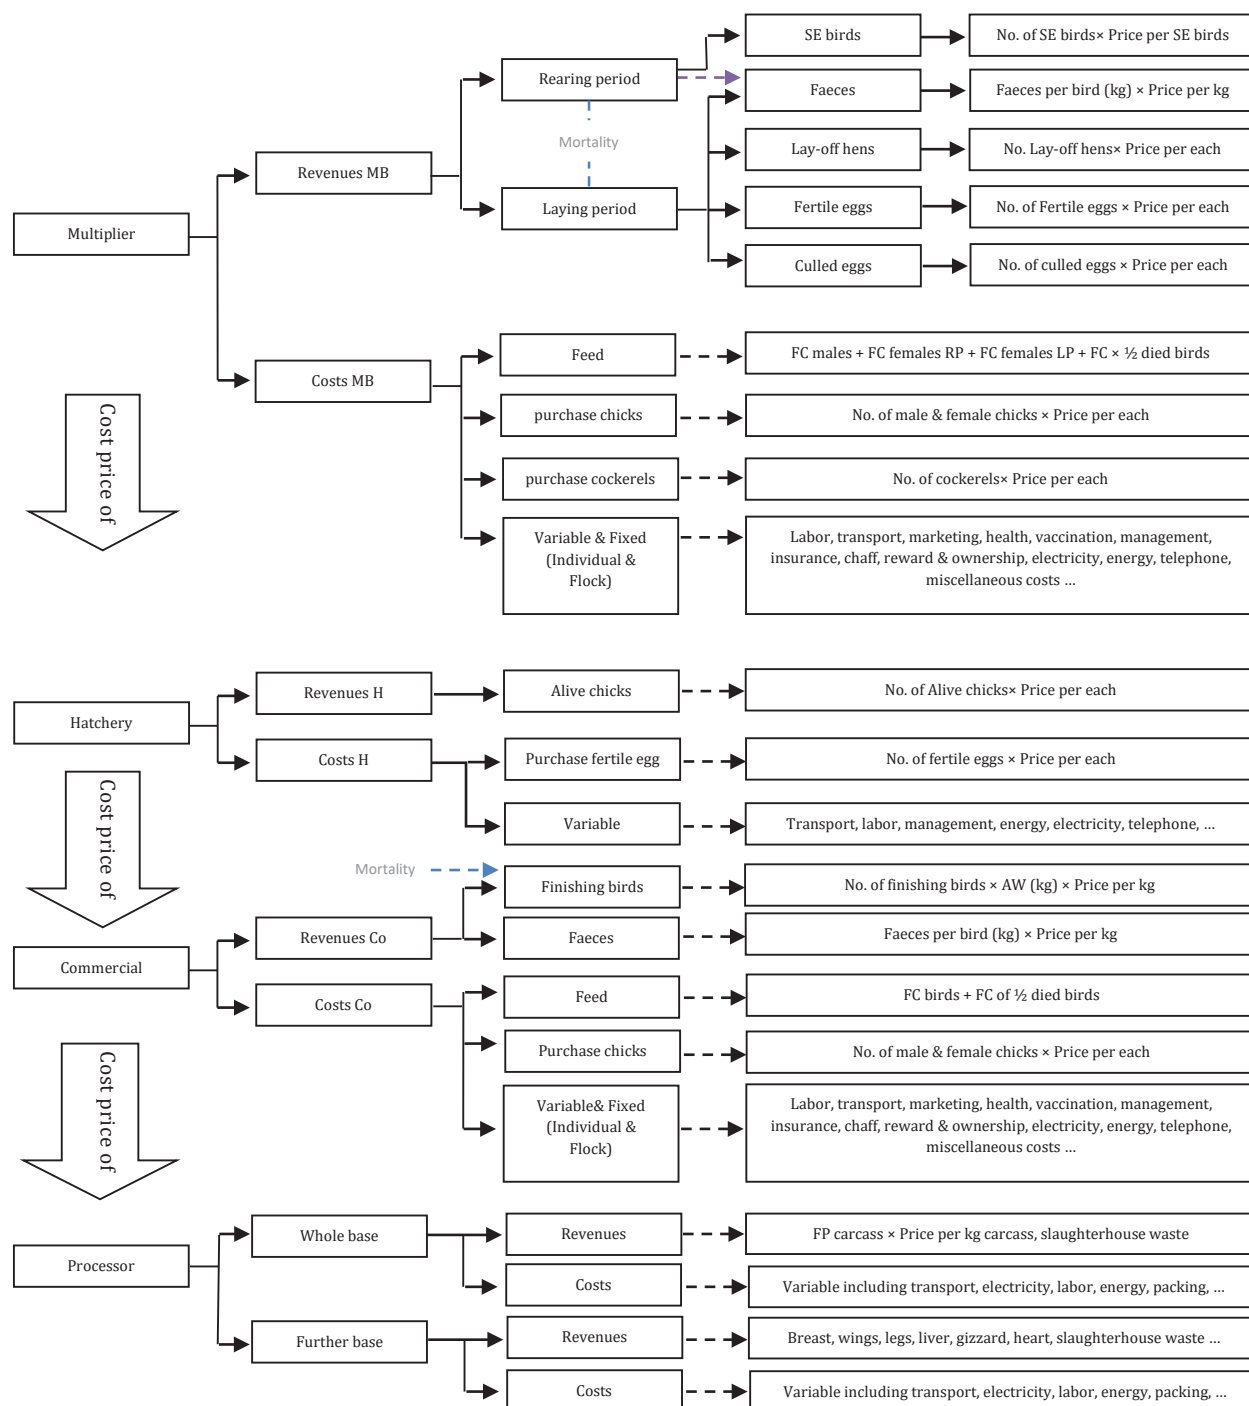 SE birds
No. of SE birds× Price per SE birds
Rearing period
Faeces
Faeces per bird (kg) × Price per kg
Mortality
Lay-off hens
No. Lay-off hens× Price per each
Revenues MB
Laying period
Fertile eggs
No. of Fertile eggs × Price per each
Multiplier
Culled eggs
No. of culled eggs × Price per each
Feed
FC males + FC females RP + FC females LP + FC × ½ died birds
Costs MB
purchase chicks
No. of male & female chicks × Price per each
Cost price of
purchase cockerels
No. of cockerels× Price per each
Variable & Fixed
(Individual &
Flock)
Labor, transport, marketing, health, vaccination, management,
insurance, chaff, reward & ownership, electricity, energy, telephone,
miscellaneous costs ...
Revenues H
Alive chicks
No. of Alive chicks× Price per each
Hatchery
Costs H
Purchase fertile egg
No. of fertile eggs × Price per each
Variable
Transport, labor, management, energy, electricity, telephone, ...
Cost price of
Mortality
Finishing birds
No. of finishing birds × AW (kg) × Price per kg
Revenues Co
Faeces
Faeces per bird (kg) × Price per kg
Commercial
Costs Co
Feed
FC birds + FC of ½ died birds
Purchase chicks
No. of male & female chicks × Price per each
Cost price of
Variable& Fixed
(Individual &
Flock)
Labor, transport, marketing, health, vaccination, management,
insurance, chaff, reward & ownership, electricity, energy, telephone,
miscellaneous costs ...
Whole base
Revenues
FP carcass × Price per kg carcass, slaughterhouse waste
Processor
Costs
Variable including transport, electricity, labor, energy, packing, ...
Further base
Revenues
Breast, wings, legs, liver, gizzard, heart, slaughterhouse waste ...
Costs
Variable including transport, electricity, labor, energy, packing, ...